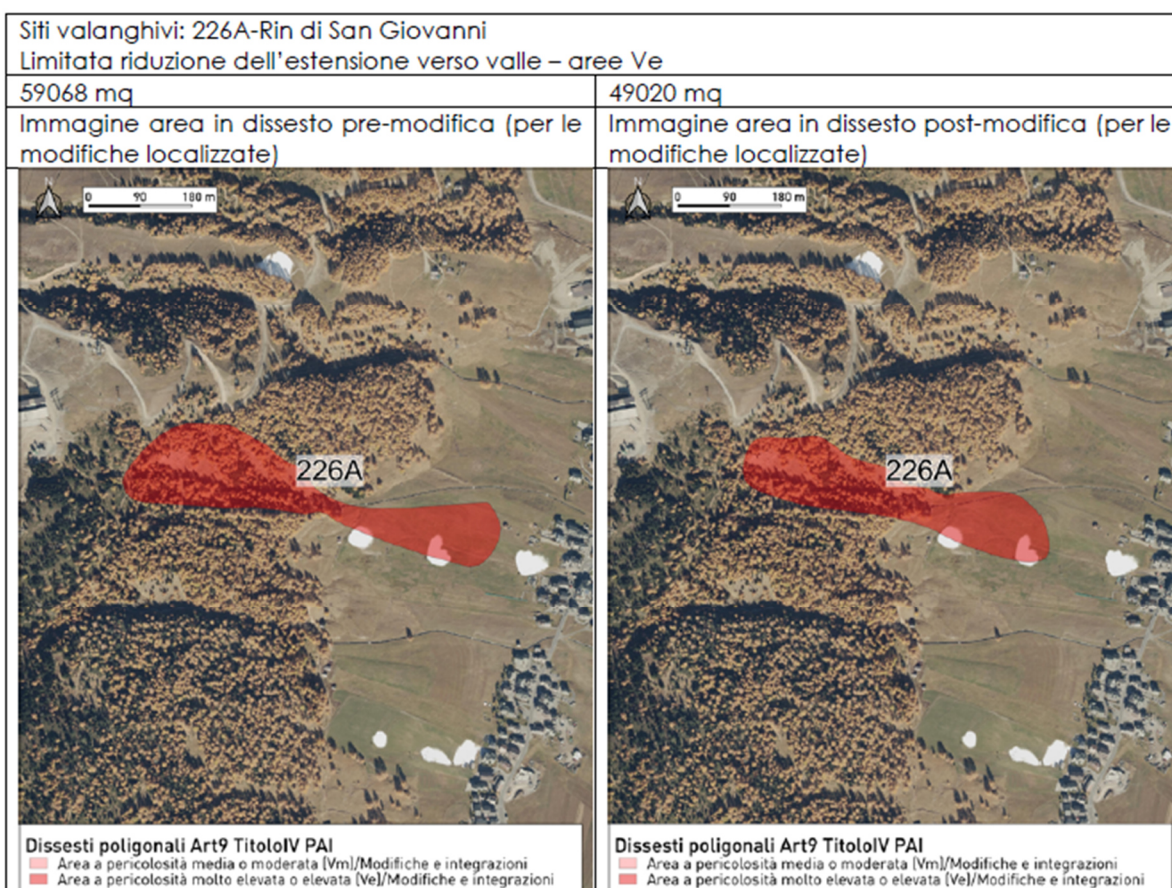 Siti valanghivi: 226A-Rin di San Giovanni
Limitata riduzione dell'estensione verso valle – aree Ve
59068 mq
49020 mq
Immagine area in dissesto pre-modifica (per le
modifiche localizzate)
Immagine area in dissesto post-modifica (per le
modifiche localizzate)
N
0 90 180 m
226A
Dissesti poligonali Art9 TitoloIV PAI
Area a pericolosità media o moderata (Vm)/Modifiche e integrazioni
Area a pericolosità molto elevata o elevata (Ve)/Modifiche e integrazioni
N
0 90 180 m
226A
Dissesti poligonali Art9 TitoloIV PAI
Area a pericolosità media o moderata (Vm)/Modifiche e integrazioni
Area a pericolosità molto elevata o elevata (Ve)/Modifiche e integrazioni